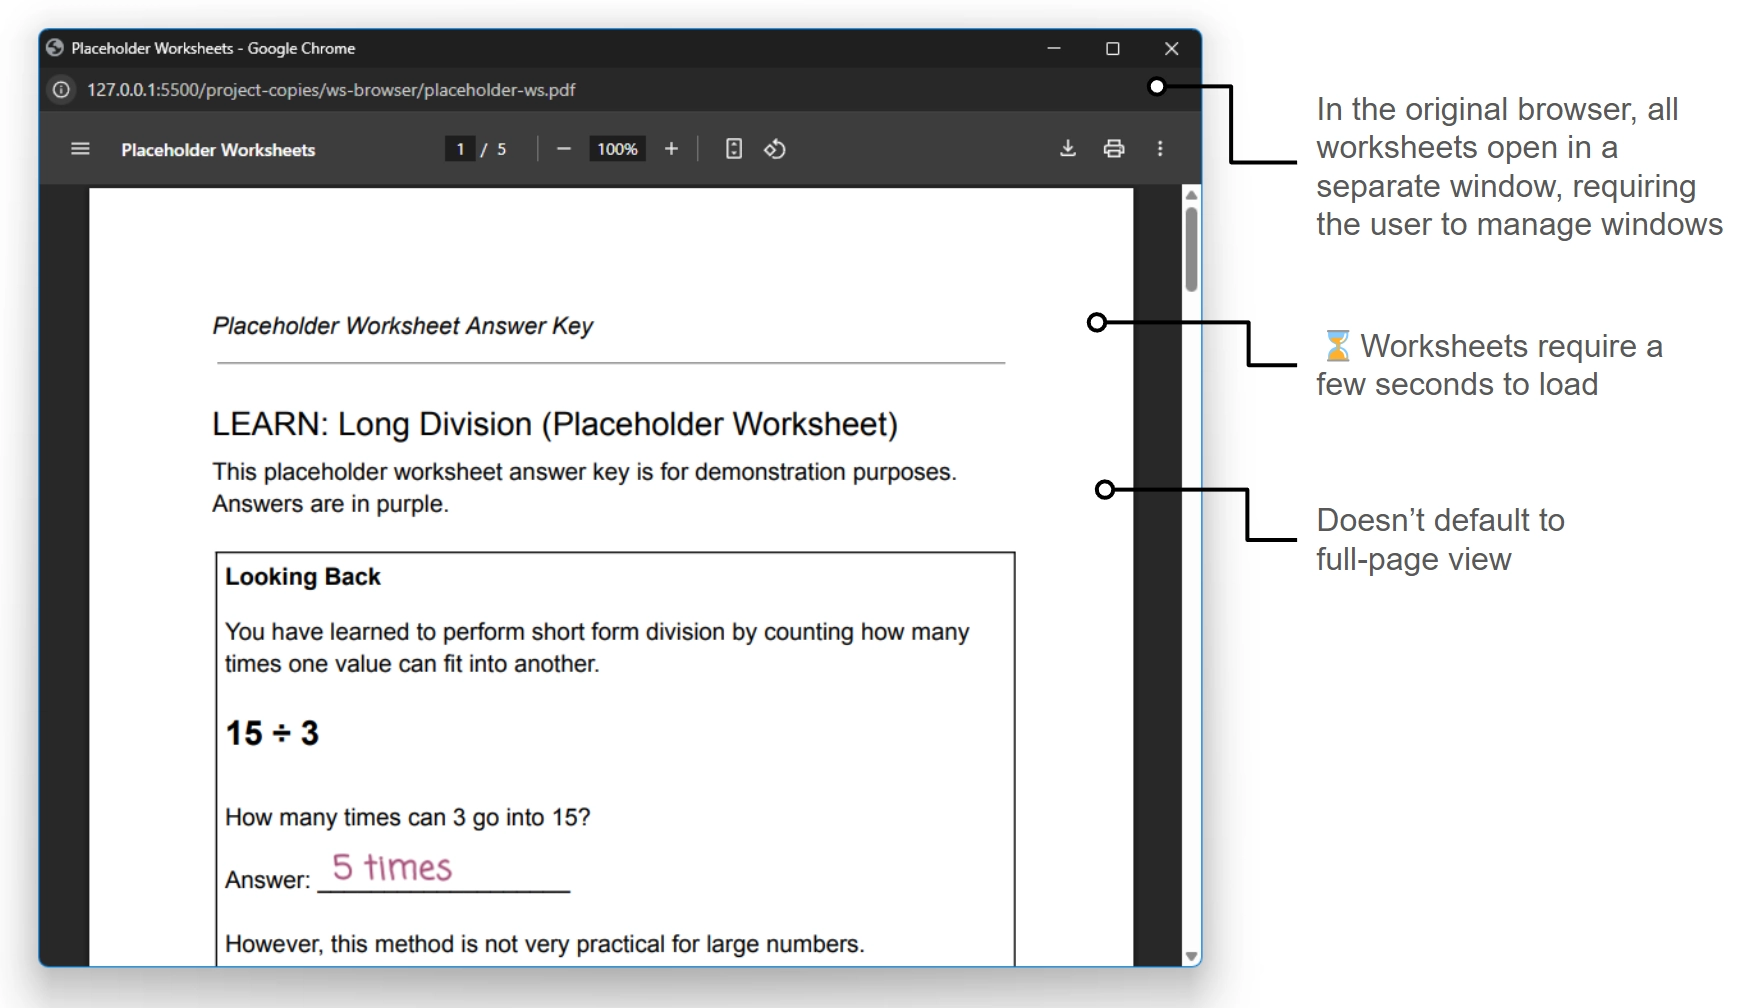 Placeholder Worksheets - Google Chrome
127.0.0.1:5500/project-copies/ws-browser/placeholder-ws.pdf
Placeholder Worksheets 1 / 5 − 100% +
In the original browser, all
worksheets open in a
separate window, requiring
the user to manage windows
Placeholder Worksheet Answer Key
⏳ Worksheets require a
few seconds to load
LEARN: Long Division (Placeholder Worksheet)
This placeholder worksheet answer key is for demonstration purposes.
Answers are in purple.
Doesn’t default to
full-page view
Looking Back
You have learned to perform short form division by counting how many
times one value can fit into another.
15 ÷ 3
How many times can 3 go into 15?
Answer: 5 times
However, this method is not very practical for large numbers.